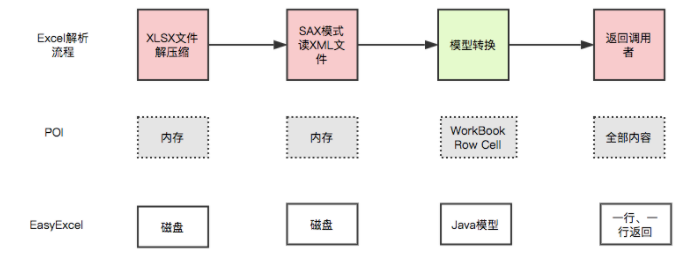 Excel解析
流程
XLSX文件
解压缩
SAX模式
读XML文
件
模型转换
返回调用
者
POI
内存
内存
WorkBook
Row Cell
全部内容
EasyExcel
磁盘
磁盘
Java模型
一行、一
行返回